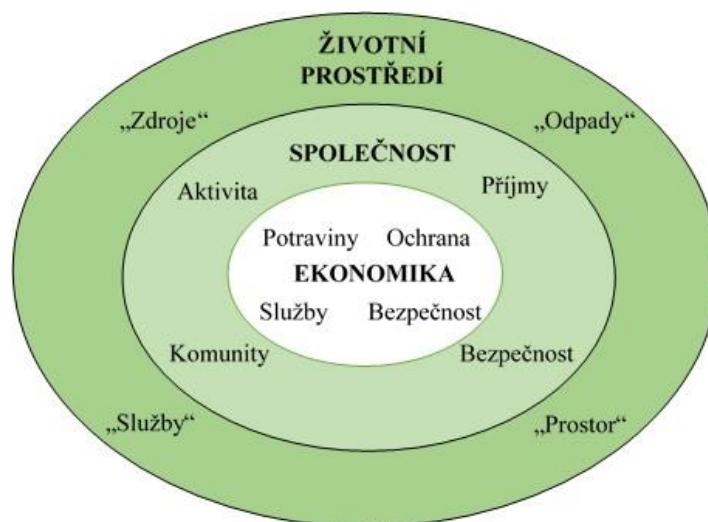 ŽIVOTNÍ
PROSTŘEDÍ
„Zdroje“
„Odpady“
SPOLEČNOST
Aktivita
Příjmy
Potraviny
Ochrana
EKONOMIKA
Služby
Bezpečnost
Komunity
Bezpečnost
„Služby“
„Prostor“